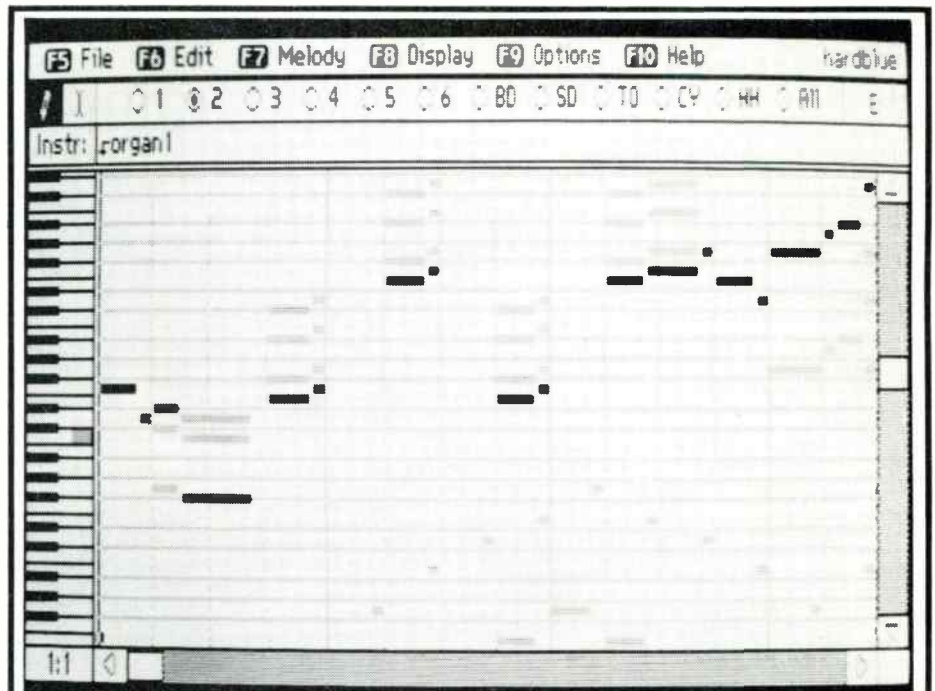 F5 File F6 Edit F7 Melody F8 Display F9 Options F10 Help hardblue
1 2 3 4 5 6 BD SD TO CY HH All E
Instr: organ1
1:1